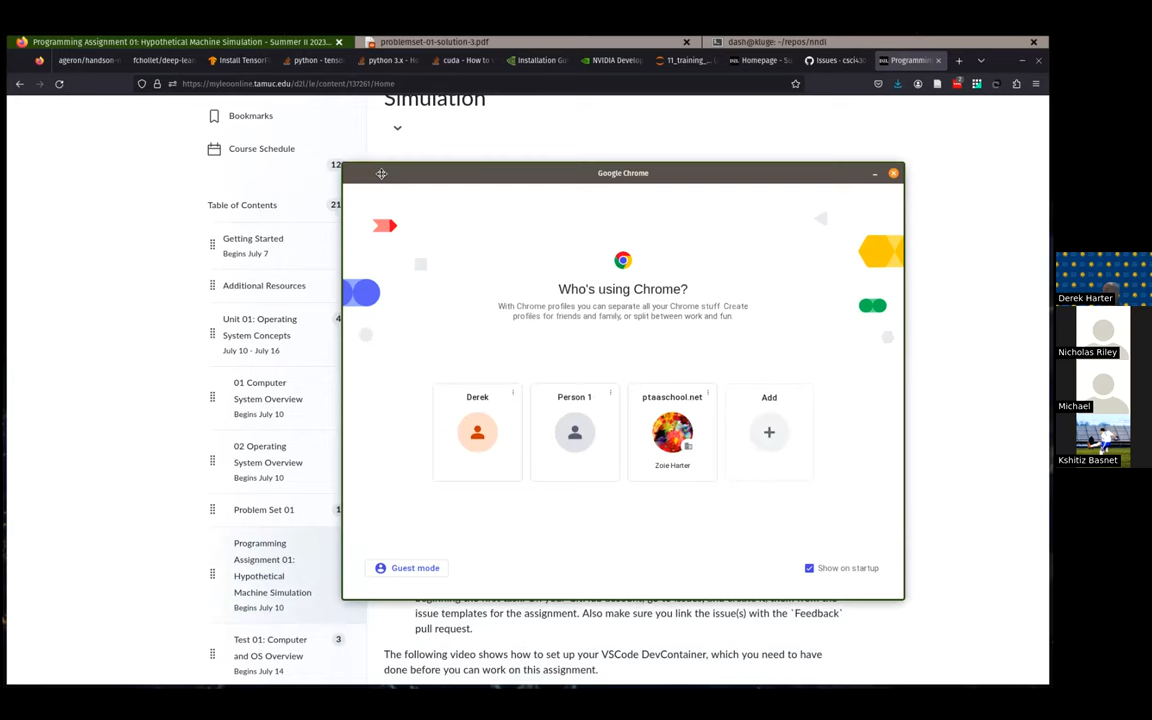 Programming Assignment 01: Hypothetical Machine Simulation - Summer II 2023...
problemset-01-solution-3.pdf
dash@kluge: ~/repos/nndl
ageron/handson-
fchollet/deep-lear
Install TensorFl
python - tenso
python 3.x - Ho
cuda - How to v
Installation Gu
NVIDIA Develo
11_training_...
Homepage - Su
Issues · csci43
Programmin
https://myleoonline.tamuc.edu/d2l/le/content/137261/Home
Simulation
Bookmarks
Course Schedule
12
Table of Contents
21
Getting Started
Begins July 7
Additional Resources
Unit 01: Operating
System Concepts
July 10 - July 16
4
01 Computer
System Overview
Begins July 10
02 Operating
System Overview
Begins July 10
Problem Set 01
1
Programming
Assignment 01:
Hypothetical
Machine Simulation
Begins July 10
Test 01: Computer
and OS Overview
Begins July 14
3
Google Chrome
Who's using Chrome?
With Chrome profiles you can separate all your Chrome stuff. Create
profiles for friends and family, or split between work and fun.
Derek
Person 1
ptaaschool.net
Zoie Harter
Add
Guest mode
Show on startup
issue templates for the assignment. Also make sure you link the issue(s) with the `Feedback`
pull request.
The following video shows how to set up your VSCode DevContainer, which you need to have
done before you can work on this assignment.
Derek Harter
Nicholas Riley
Michael
Kshitiz Basnet